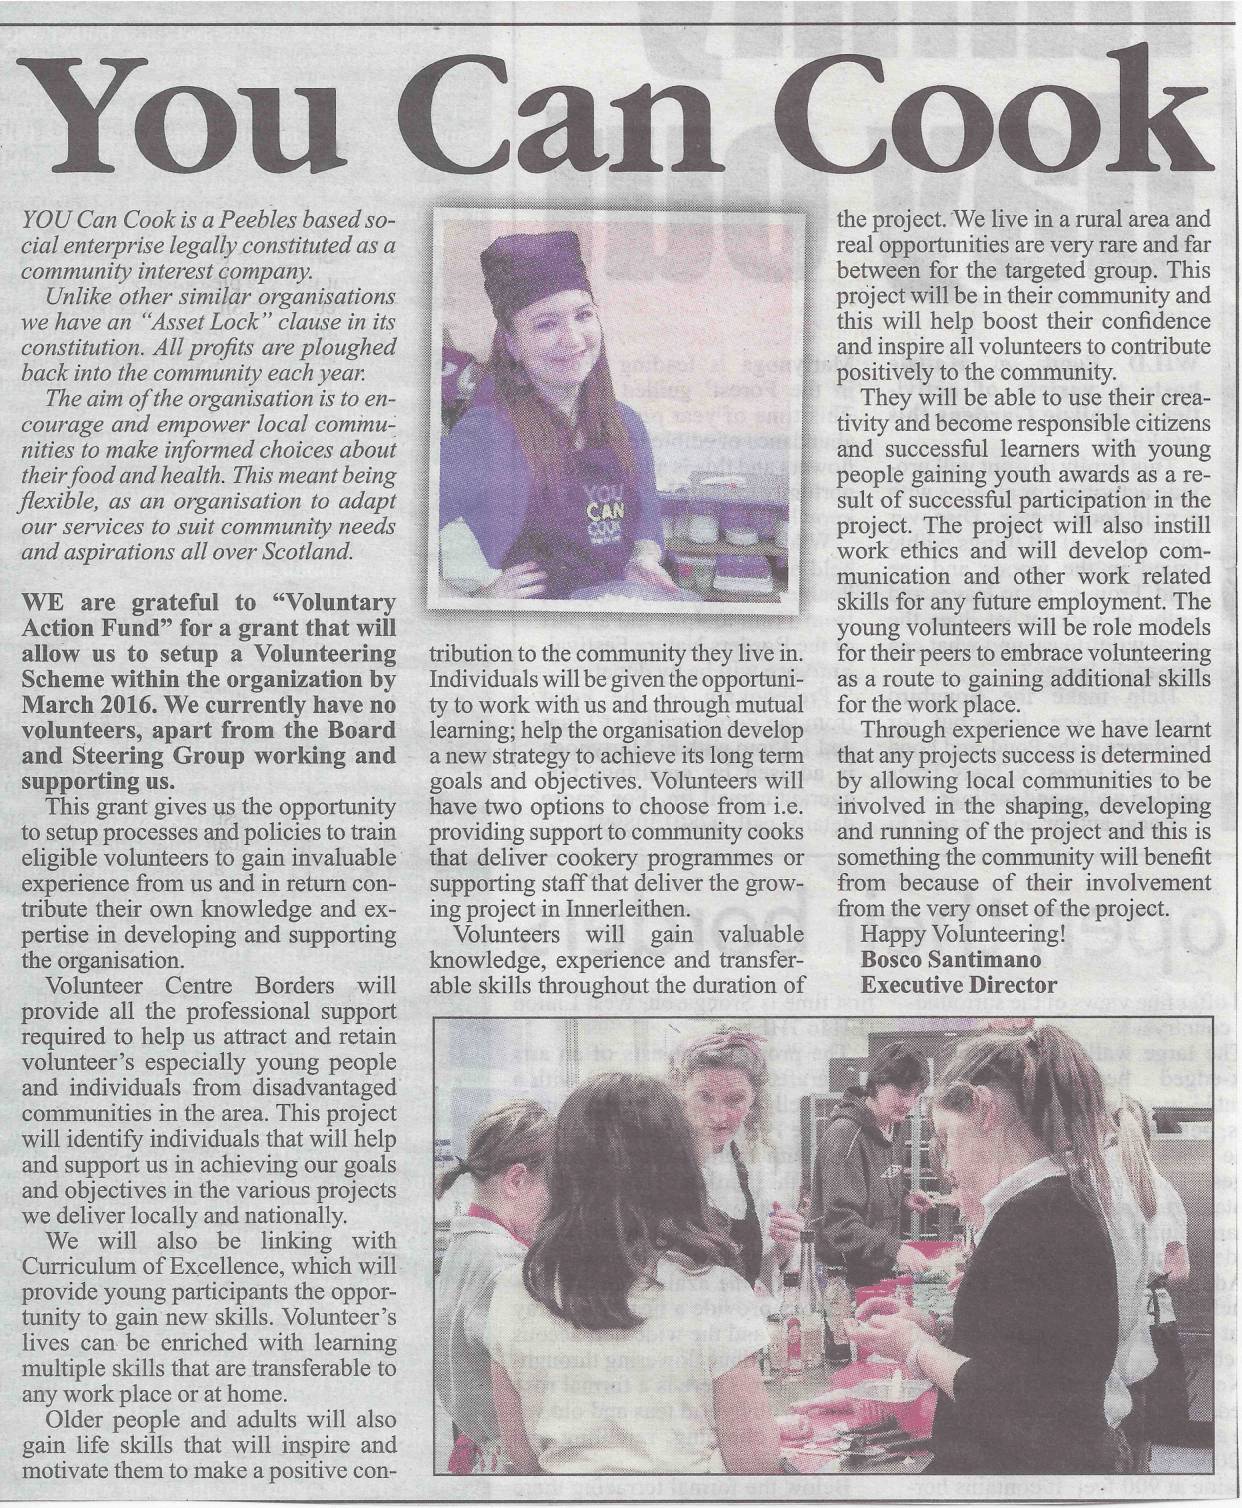 You Can Cook
YOU Can Cook is a Peebles based so-
cial enterprise legally constituted as a
community interest company.
Unlike other similar organisations
we have an “Asset Lock” clause in its
constitution. All profits are ploughed
back into the community each year.
The aim of the organisation is to en-
courage and empower local commu-
nities to make informed choices about
their food and health. This meant being
flexible, as an organisation to adapt
our services to suit community needs
and aspirations all over Scotland.
WE are grateful to “Voluntary
Action Fund” for a grant that will
allow us to setup a Volunteering
Scheme within the organization by
March 2016. We currently have no
volunteers, apart from the Board
and Steering Group working and
supporting us.
This grant gives us the opportunity
to setup processes and policies to train
eligible volunteers to gain invaluable
experience from us and in return con-
tribute their own knowledge and ex-
pertise in developing and supporting
the organisation.
Volunteer Centre Borders will
provide all the professional support
required to help us attract and retain
volunteer’s especially young people
and individuals from disadvantaged
communities in the area. This project
will identify individuals that will help
and support us in achieving our goals
and objectives in the various projects
we deliver locally and nationally.
We will also be linking with
Curriculum of Excellence, which will
provide young participants the oppor-
tunity to gain new skills. Volunteer’s
lives can be enriched with learning
multiple skills that are transferable to
any work place or at home.
Older people and adults will also
gain life skills that will inspire and
motivate them to make a positive con-
YOU
CAN
COOK
tribution to the community they live in.
Individuals will be given the opportuni-
ty to work with us and through mutual
learning; help the organisation develop
a new strategy to achieve its long term
goals and objectives. Volunteers will
have two options to choose from i.e.
providing support to community cooks
that deliver cookery programmes or
supporting staff that deliver the grow-
ing project in Innerleithen.
Volunteers will gain valuable
knowledge, experience and transfer-
able skills throughout the duration of
the project. We live in a rural area and
real opportunities are very rare and far
between for the targeted group. This
project will be in their community and
this will help boost their confidence
and inspire all volunteers to contribute
positively to the community.
They will be able to use their crea-
tivity and become responsible citizens
and successful learners with young
people gaining youth awards as a re-
sult of successful participation in the
project. The project will also instill
work ethics and will develop com-
munication and other work related
skills for any future employment. The
young volunteers will be role models
for their peers to embrace volunteering
as a route to gaining additional skills
for the work place.
Through experience we have learnt
that any projects success is determined
by allowing local communities to be
involved in the shaping, developing
and running of the project and this is
something the community will benefit
from because of their involvement
from the very onset of the project.
Happy Volunteering!
Bosco Santimano
Executive Director